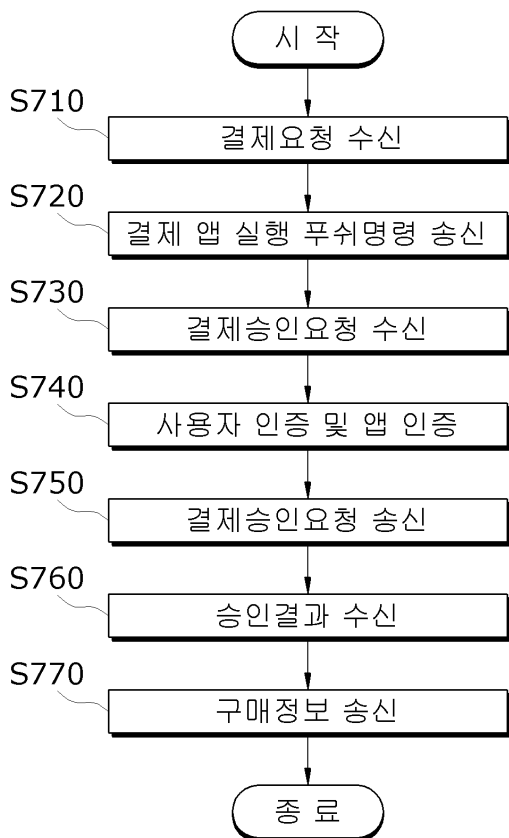 시 작
S710
결제요청 수신
S720
결제 앱 실행 푸쉬명령 송신
S730
결제승인요청 수신
S740
사용자 인증 및 앱 인증
S750
결제승인요청 송신
S760
승인결과 수신
S770
구매정보 송신
종 료